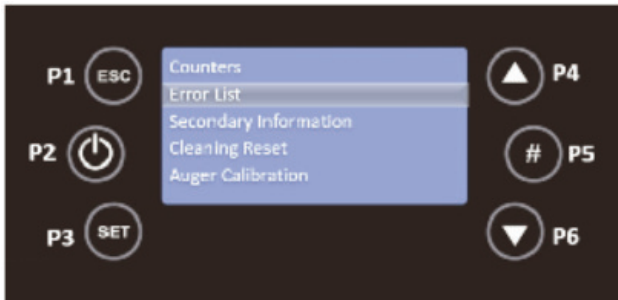 P1 ESC
Counters
P4
Error List
Secondary Information
P2
Cleaning Reset
# P5
Auger Calibration
P3 SET
P6